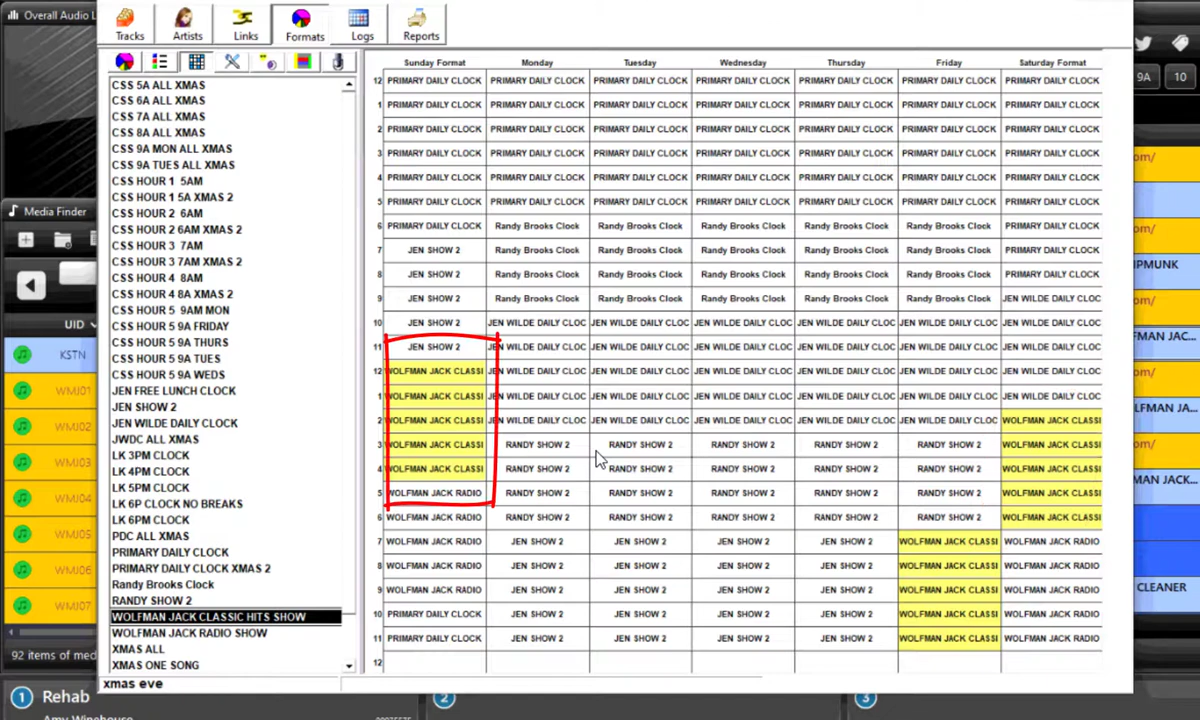 Overall Audio L
Tracks Artists Links Formats Logs Reports
9A 10
Media Finder
UID
KSTN
WMJ01
WMJ02
WMJ03
WMJ04
WMJ05
WMJ06
WMJ07
92 items of med
CSS 5A ALL XMAS
CSS 6A ALL XMAS
CSS 7A ALL XMAS
CSS 8A ALL XMAS
CSS 9A MON ALL XMAS
CSS 9A TUES ALL XMAS
CSS HOUR 1 5AM
CSS HOUR 1 5A XMAS 2
CSS HOUR 2 6AM
CSS HOUR 2 6AM XMAS 2
CSS HOUR 3 7AM
CSS HOUR 3 7AM XMAS 2
CSS HOUR 4 8AM
CSS HOUR 4 8A XMAS 2
CSS HOUR 5 9AM MON
CSS HOUR 5 9A FRIDAY
CSS HOUR 5 9A THURS
CSS HOUR 5 9A TUES
CSS HOUR 5 9A WEDS
JEN FREE LUNCH CLOCK
JEN SHOW 2
JEN WILDE DAILY CLOCK
JWDC ALL XMAS
LK 3PM CLOCK
LK 4PM CLOCK
LK 5PM CLOCK
LK 6P CLOCK NO BREAKS
LK 6PM CLOCK
PDC ALL XMAS
PRIMARY DAILY CLOCK
PRIMARY DAILY CLOCK XMAS 2
Randy Brooks Clock
RANDY SHOW 2
WOLFMAN JACK CLASSIC HITS SHOW
WOLFMAN JACK RADIO SHOW
XMAS ALL
XMAS ONE SONG
xmas eve
Sunday Format Monday Tuesday Wednesday Thursday Friday Saturday Format
12 PRIMARY DAILY CLOCK PRIMARY DAILY CLOCK PRIMARY DAILY CLOCK PRIMARY DAILY CLOCK PRIMARY DAILY CLOCK PRIMARY DAILY CLOCK PRIMARY DAILY CLOCK
1 PRIMARY DAILY CLOCK PRIMARY DAILY CLOCK PRIMARY DAILY CLOCK PRIMARY DAILY CLOCK PRIMARY DAILY CLOCK PRIMARY DAILY CLOCK PRIMARY DAILY CLOCK
2 PRIMARY DAILY CLOCK PRIMARY DAILY CLOCK PRIMARY DAILY CLOCK PRIMARY DAILY CLOCK PRIMARY DAILY CLOCK PRIMARY DAILY CLOCK PRIMARY DAILY CLOCK
3 PRIMARY DAILY CLOCK PRIMARY DAILY CLOCK PRIMARY DAILY CLOCK PRIMARY DAILY CLOCK PRIMARY DAILY CLOCK PRIMARY DAILY CLOCK PRIMARY DAILY CLOCK
4 PRIMARY DAILY CLOCK PRIMARY DAILY CLOCK PRIMARY DAILY CLOCK PRIMARY DAILY CLOCK PRIMARY DAILY CLOCK PRIMARY DAILY CLOCK PRIMARY DAILY CLOCK
5 PRIMARY DAILY CLOCK PRIMARY DAILY CLOCK PRIMARY DAILY CLOCK PRIMARY DAILY CLOCK PRIMARY DAILY CLOCK PRIMARY DAILY CLOCK PRIMARY DAILY CLOCK
6 PRIMARY DAILY CLOCK Randy Brooks Clock Randy Brooks Clock Randy Brooks Clock Randy Brooks Clock Randy Brooks Clock PRIMARY DAILY CLOCK
7 JEN SHOW 2 Randy Brooks Clock Randy Brooks Clock Randy Brooks Clock Randy Brooks Clock Randy Brooks Clock PRIMARY DAILY CLOCK
8 JEN SHOW 2 Randy Brooks Clock Randy Brooks Clock Randy Brooks Clock Randy Brooks Clock Randy Brooks Clock PRIMARY DAILY CLOCK
9 JEN SHOW 2 Randy Brooks Clock Randy Brooks Clock Randy Brooks Clock Randy Brooks Clock Randy Brooks Clock JEN WILDE DAILY CLOC
10 JEN SHOW 2 JEN WILDE DAILY CLOC JEN WILDE DAILY CLOC JEN WILDE DAILY CLOC JEN WILDE DAILY CLOC JEN WILDE DAILY CLOC JEN WILDE DAILY CLOC
11 JEN SHOW 2 JEN WILDE DAILY CLOC JEN WILDE DAILY CLOC JEN WILDE DAILY CLOC JEN WILDE DAILY CLOC JEN WILDE DAILY CLOC JEN WILDE DAILY CLOC
12 WOLFMAN JACK CLASSI JEN WILDE DAILY CLOC JEN WILDE DAILY CLOC JEN WILDE DAILY CLOC JEN WILDE DAILY CLOC JEN WILDE DAILY CLOC JEN WILDE DAILY CLOC
1 WOLFMAN JACK CLASSI JEN WILDE DAILY CLOC JEN WILDE DAILY CLOC JEN WILDE DAILY CLOC JEN WILDE DAILY CLOC JEN WILDE DAILY CLOC JEN WILDE DAILY CLOC
2 WOLFMAN JACK CLASSI JEN WILDE DAILY CLOC JEN WILDE DAILY CLOC JEN WILDE DAILY CLOC JEN WILDE DAILY CLOC JEN WILDE DAILY CLOC WOLFMAN JACK CLASSI
3 WOLFMAN JACK CLASSI RANDY SHOW 2 RANDY SHOW 2 RANDY SHOW 2 RANDY SHOW 2 RANDY SHOW 2 WOLFMAN JACK CLASSI
4 WOLFMAN JACK CLASSI RANDY SHOW 2 RANDY SHOW 2 RANDY SHOW 2 RANDY SHOW 2 RANDY SHOW 2 WOLFMAN JACK CLASSI
5 WOLFMAN JACK RADIO RANDY SHOW 2 RANDY SHOW 2 RANDY SHOW 2 RANDY SHOW 2 RANDY SHOW 2 WOLFMAN JACK CLASSI
6 WOLFMAN JACK RADIO RANDY SHOW 2 RANDY SHOW 2 RANDY SHOW 2 RANDY SHOW 2 RANDY SHOW 2 WOLFMAN JACK CLASSI
7 WOLFMAN JACK RADIO JEN SHOW 2 JEN SHOW 2 JEN SHOW 2 JEN SHOW 2 WOLFMAN JACK CLASSI WOLFMAN JACK RADIO
8 WOLFMAN JACK RADIO JEN SHOW 2 JEN SHOW 2 JEN SHOW 2 JEN SHOW 2 WOLFMAN JACK CLASSI WOLFMAN JACK RADIO
9 WOLFMAN JACK RADIO JEN SHOW 2 JEN SHOW 2 JEN SHOW 2 JEN SHOW 2 WOLFMAN JACK CLASSI WOLFMAN JACK RADIO
10 PRIMARY DAILY CLOCK JEN SHOW 2 JEN SHOW 2 JEN SHOW 2 JEN SHOW 2 WOLFMAN JACK CLASSI WOLFMAN JACK RADIO
11 PRIMARY DAILY CLOCK JEN SHOW 2 JEN SHOW 2 JEN SHOW 2 JEN SHOW 2 WOLFMAN JACK CLASSI WOLFMAN JACK RADIO
12
om/
om/
IPMUNK
om/
FMAN JAC...
om/
LFMAN JA...
om/
MAN JACK...
CLEANER
1 Rehab
Amy Winehouse
2
3